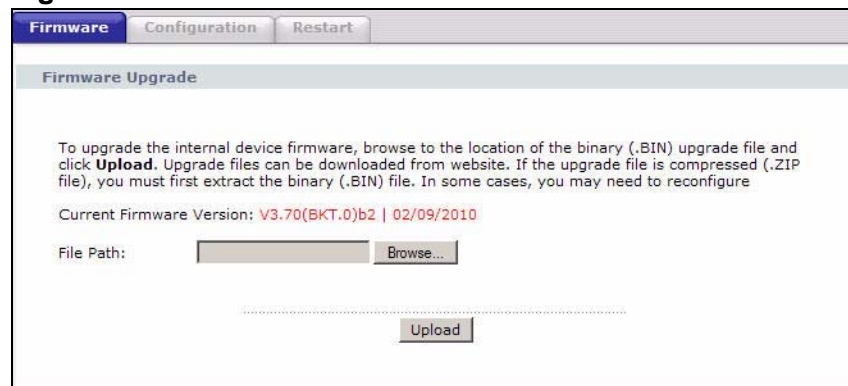 Firmware Configuration Restart
Firmware Upgrade
To upgrade the internal device firmware, browse to the location of the binary (.BIN) upgrade file and
click Upload. Upgrade files can be downloaded from website. If the upgrade file is compressed (.ZIP
file), you must first extract the binary (.BIN) file. In some cases, you may need to reconfigure
Current Firmware Version: V3.70(BKT.0)b2 | 02/09/2010
File Path: Browse...
Upload